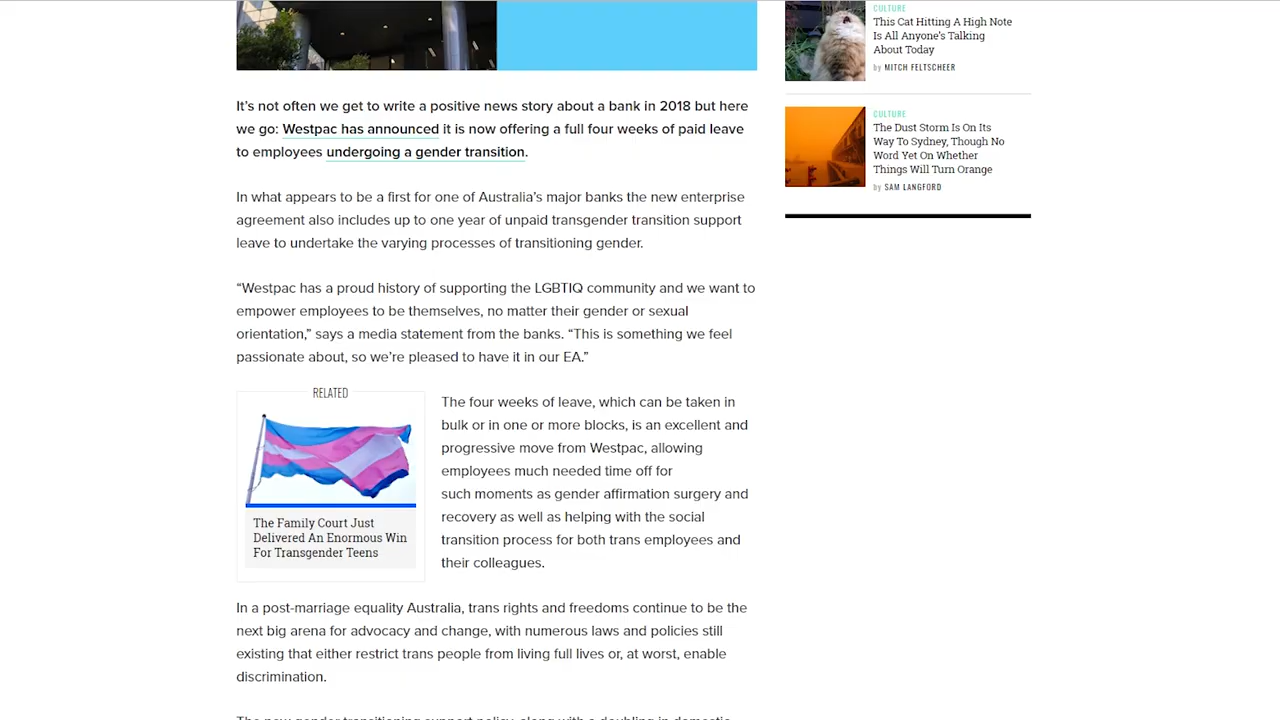 It's not often we get to write a positive news story about a bank in 2018 but here
we go: Westpac has announced it is now offering a full four weeks of paid leave
to employees undergoing a gender transition.
In what appears to be a first for one of Australia's major banks the new enterprise
agreement also includes up to one year of unpaid transgender transition support
leave to undertake the varying processes of transitioning gender.
“Westpac has a proud history of supporting the LGBTIQ community and we want to
empower employees to be themselves, no matter their gender or sexual
orientation,” says a media statement from the banks. “This is something we feel
passionate about, so we're pleased to have it in our EA.”
RELATED
The Family Court Just
Delivered An Enormous Win
For Transgender Teens
The four weeks of leave, which can be taken in
bulk or in one or more blocks, is an excellent and
progressive move from Westpac, allowing
employees much needed time off for
such moments as gender affirmation surgery and
recovery as well as helping with the social
transition process for both trans employees and
their colleagues.
In a post-marriage equality Australia, trans rights and freedoms continue to be the
next big arena for advocacy and change, with numerous laws and policies still
existing that either restrict trans people from living full lives or, at worst, enable
discrimination.
The new gender transitioning support policy, along with a doubling in domestic
CULTURE
This Cat Hitting A High Note
Is All Anyone's Talking
About Today
by MITCH FELTSCHEER
CULTURE
The Dust Storm Is On Its
Way To Sydney, Though No
Word Yet On Whether
Things Will Turn Orange
by SAM LANGFORD